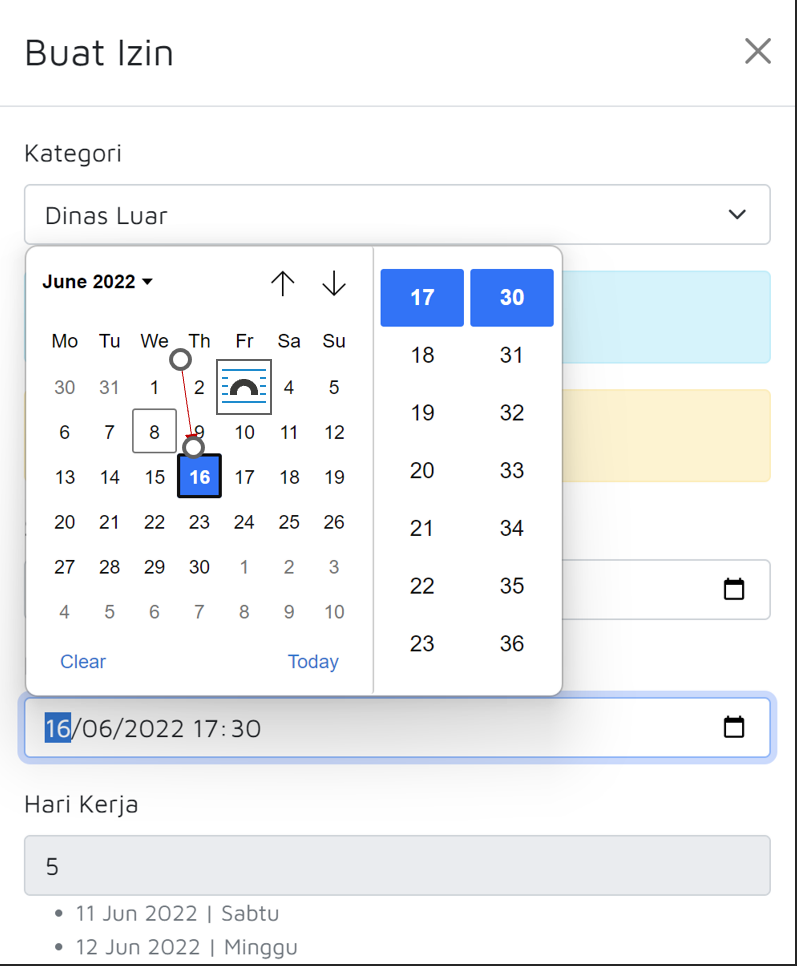 Buat Izin
Kategori
Dinas Luar
June 2022
Mo Tu We Th Fr Sa Su
30 31 1 2 4 5
6 7 8 9 10 11 12
13 14 15 16 17 18 19
20 21 22 23 24 25 26
27 28 29 30 1 2 3
4 5 6 7 8 9 10
Clear Today
17 30
18 31
19 32
20 33
21 34
22 35
23 36
16/06/2022 17:30
Hari Kerja
5
• 11 Jun 2022 | Sabtu
• 12 Jun 2022 | Minggu